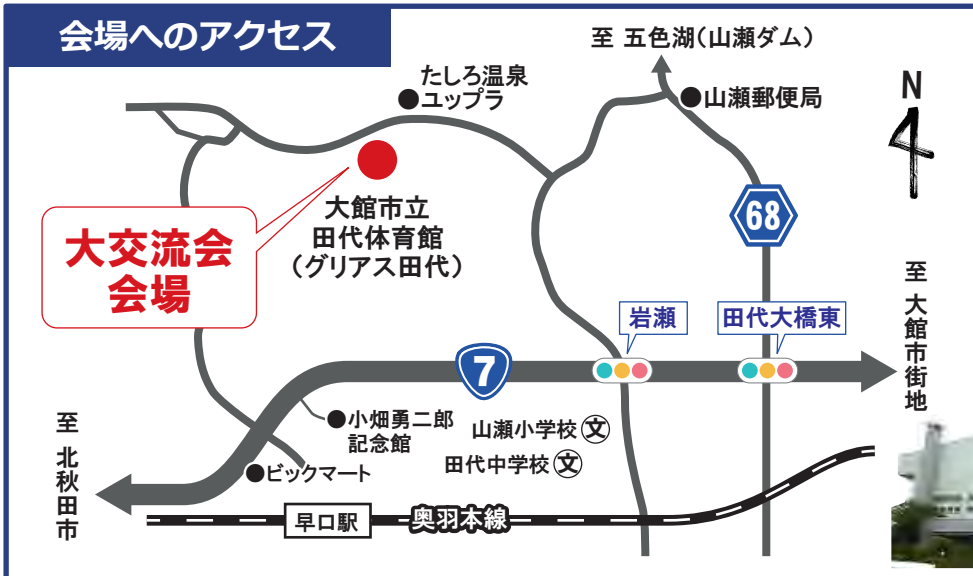 会場へのアクセス
至 五色湖(山瀬ダム)
たしろ温泉
ユップラ
山瀬郵便局
N
大館市立
田代体育館
(グリアス田代)
大交流会
会場
68
至 大館市街地
岩瀬
田代大橋東
7
小畑勇二郎
記念館
山瀬小学校 文
田代中学校 文
ビックマート
至 北秋田市
早口駅
奥羽本線